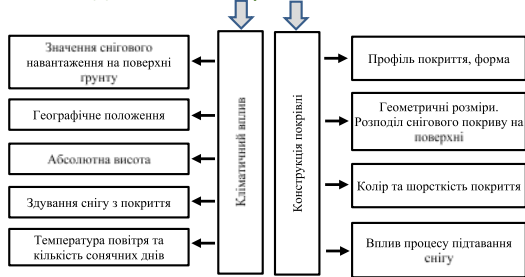 Значення снігового
навантаження на поверхні
ґрунту
Географічне положення
Абсолютна висота
Здування снігу з покриття
Температура повітря та
кількість сонячних днів
Кліматичний вплив
Конструкція покрівлі
Профіль покриття, форма
Геометричні розміри.
Розподіл снігового покриву на
поверхні
Колір та шорсткість покриття
Вплив процесу підтавання
снігу